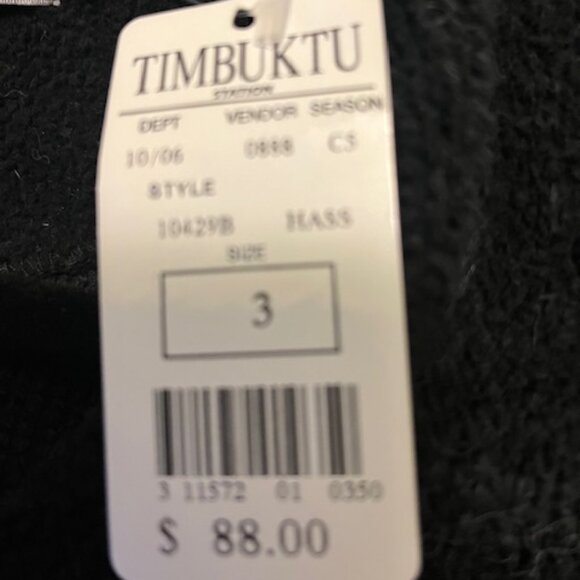 TIMBUKTU
STATION
DEPT VENDOR SEASON
10/06 0888 C5
STYLE
10429B HASS
SIZE
3
3 11572 01 0350
$ 88.00